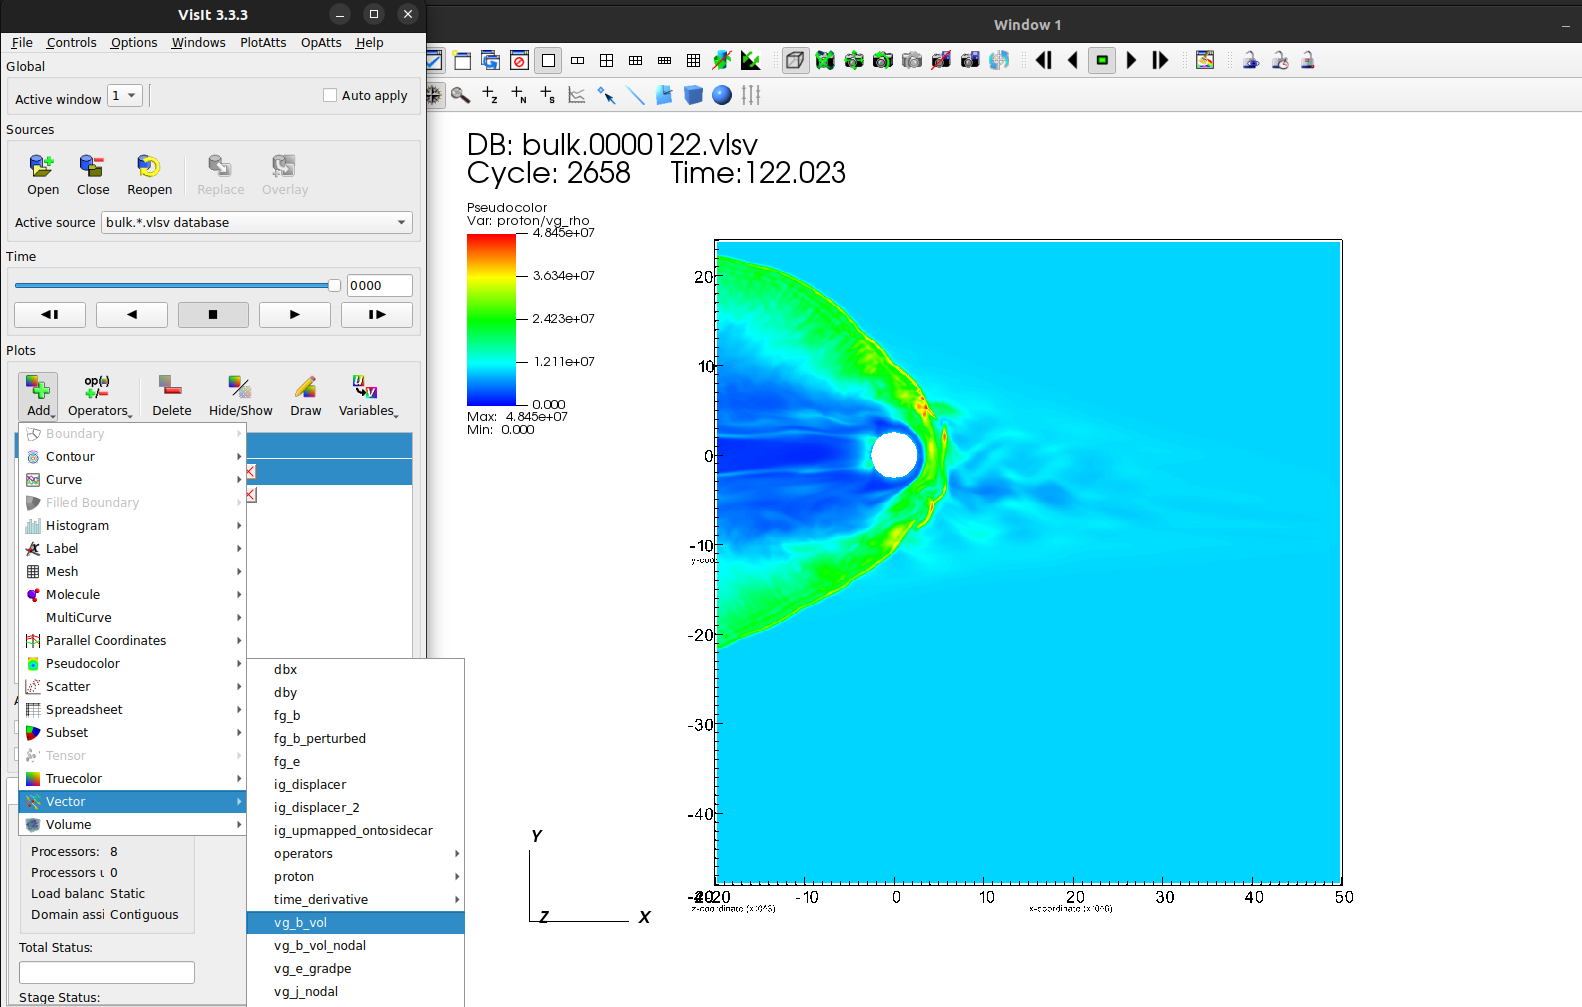 VisIt 3.3.3
File Controls Options Windows PlotAtts OptAtts Help
Global
Active window 1 Auto apply
Sources
Open Close Reopen Replace Overlay
Active source bulk.*.vlsv database
Time
0000
Plots
Add Operators Delete Hide/Show Draw Variables
Boundary
Contour
Curve
Filled Boundary
Histogram
Label
Mesh
Molecule
MultiCurve
Parallel Coordinates
Pseudocolor
Scatter
Spreadsheet
Subset
Tensor
Truecolor
Vector
Volume
dbx
dby
fg_b
fg_b_perturbed
fg_e
ig_displacer
ig_displacer_2
ig_upmapped_ontosidecar
operators
proton
time_derivative
vg_b_vol
vg_b_vol_nodal
vg_e_gradpe
vg_j_nodal
Processors: 8
Processors u 0
Load balanc Static
Domain assi Contiguous
Total Status:
Stage Status:
Window 1
DB: bulk.0000122.vlsv
Cycle: 2658 Time:122.023
Pseudocolor
Var: proton/vg_rho
4.845e+07
3.634e+07
2.423e+07
1.211e+07
0.000
Max: 4.845e+07
Min: 0.000
20
10
0
-10
-20
-30
-40
-10 0 10 20 30 40 50
z-coordinate (x10^6) x-coordinate (x10^6)
Y
Z X